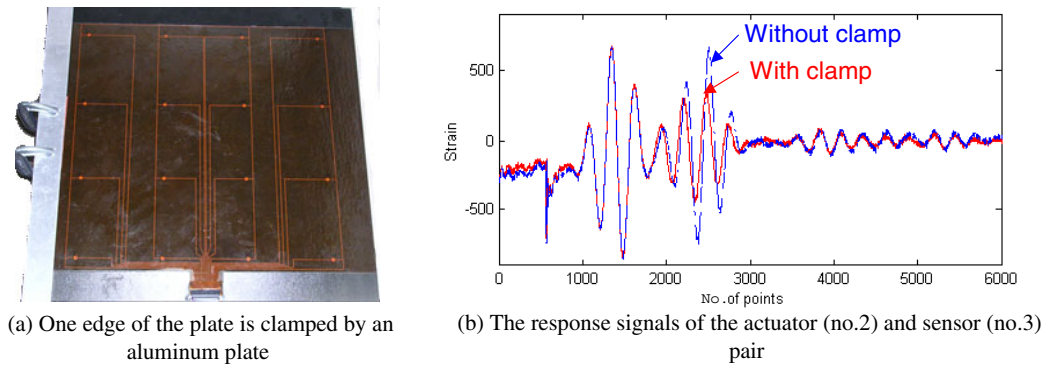 Without clamp
With clamp
500
0
-500
Strain
0
1000
2000
3000
4000
5000
6000
No.of points
(a) One edge of the plate is clamped by an
aluminum plate
(b) The response signals of the actuator (no.2) and sensor (no.3)
pair